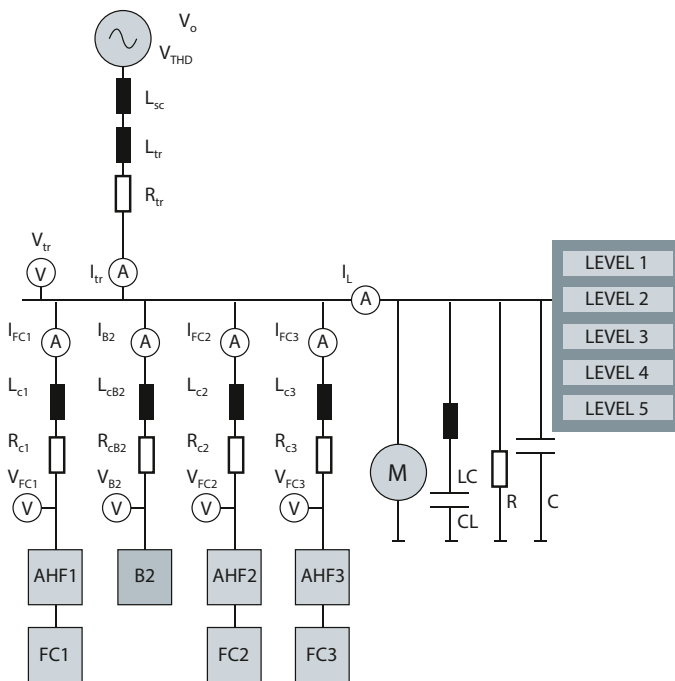 V_o
V_THD
L_sc
L_tr
R_tr
V_tr
V
I_tr
A
I_L
A
LEVEL 1
LEVEL 2
LEVEL 3
LEVEL 4
LEVEL 5
I_FC1
A
I_B2
A
I_FC2
A
I_FC3
A
L_c1
L_cB2
L_c2
L_c3
R_c1
R_cB2
R_c2
R_c3
V_FC1
V_B2
V_FC2
V_FC3
V
V
V
V
M
LC
CL
R
C
AHF1
B2
AHF2
AHF3
FC1
FC2
FC3